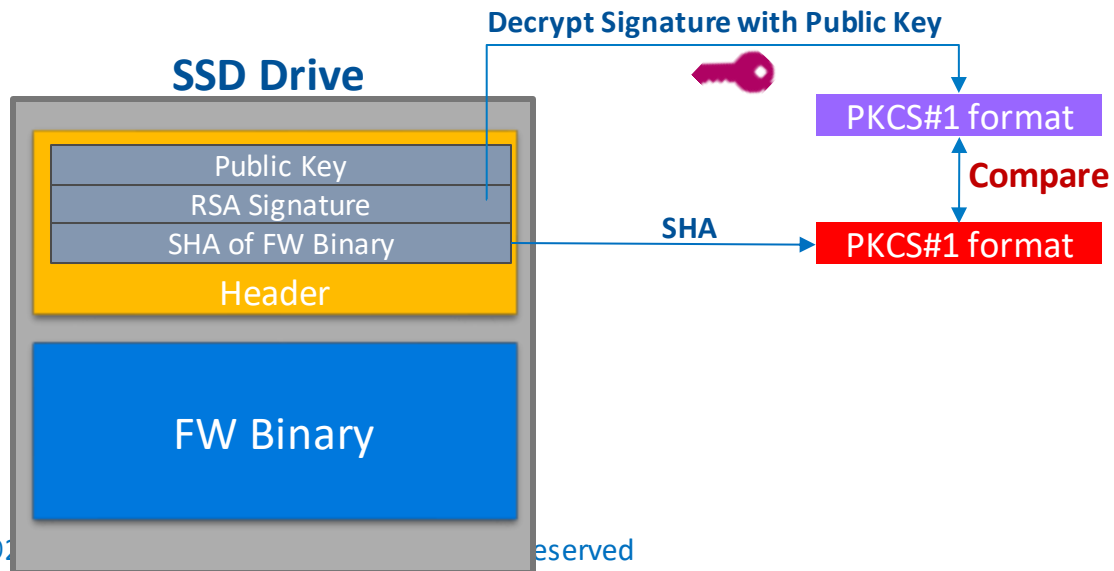 Decrypt Signature with Public Key
SSD Drive
PKCS#1 format
Public Key
Compare
RSA Signature
SHA of FW Binary
SHA
PKCS#1 format
Header
FW Binary